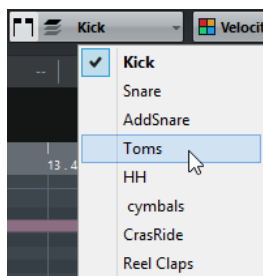 Kick Velocit
--
Kick
Snare
AddSnare
Toms
13.4
HH
cymbals
CrasRide
Reel Claps